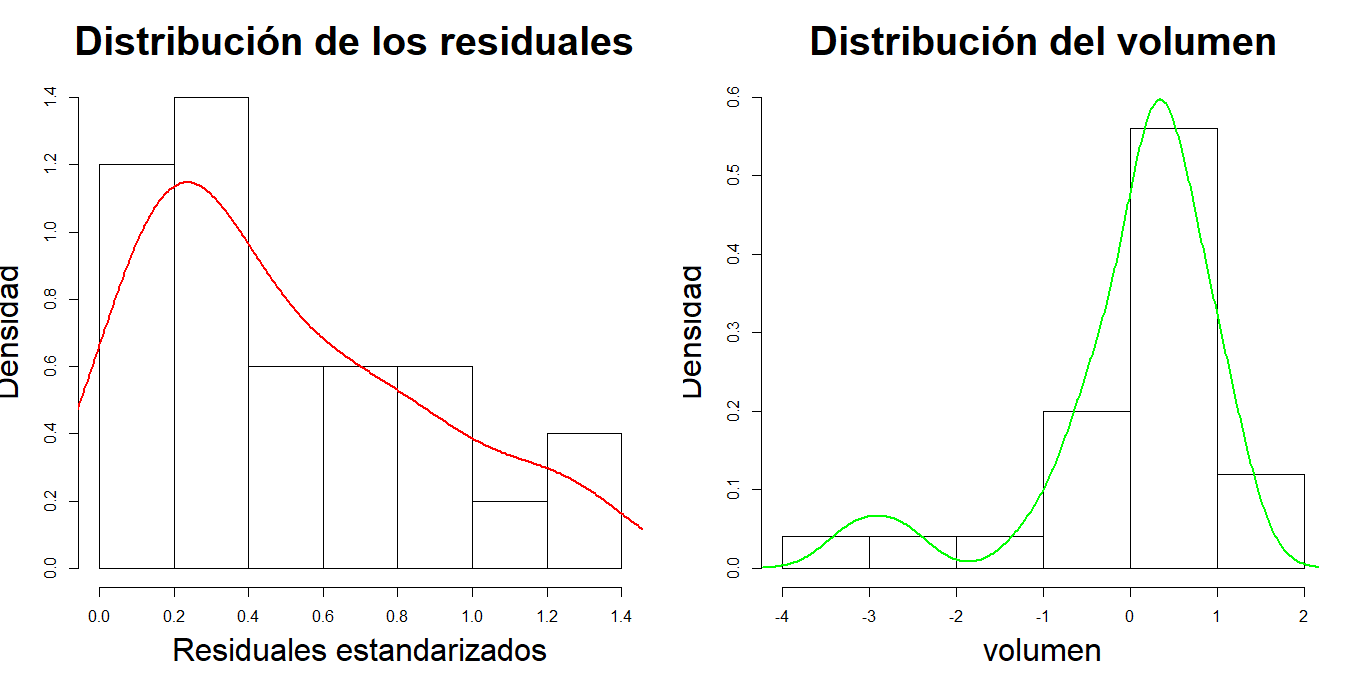 Distribución de los residuales
Densidad
0.0 0.2 0.4 0.6 0.8 1.0 1.2 1.4
0.0 0.2 0.4 0.6 0.8 1.0 1.2 1.4
Residuales estandarizados
Distribución del volumen
Densidad
0.0 0.1 0.2 0.3 0.4 0.5 0.6
-4 -3 -2 -1 0 1 2
volumen